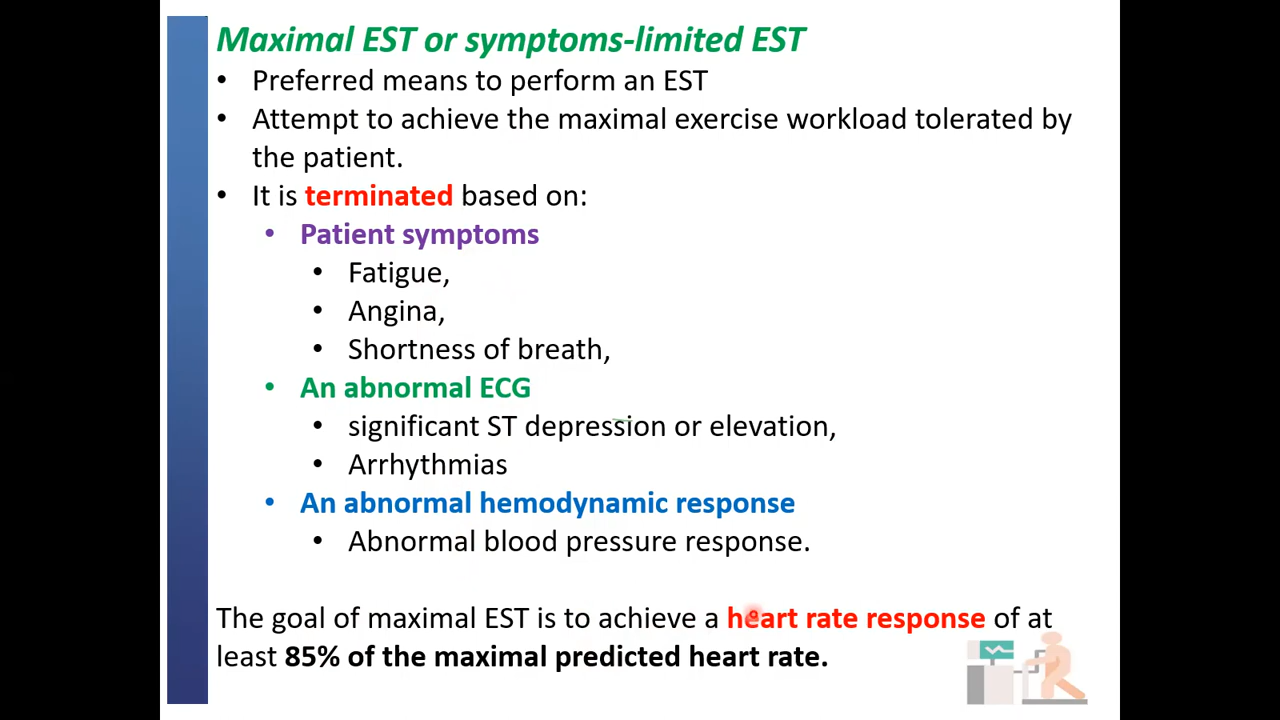 Maximal EST or symptoms-limited EST
• Preferred means to perform an EST
• Attempt to achieve the maximal exercise workload tolerated by
the patient.
• It is terminated based on:
• Patient symptoms
• Fatigue,
• Angina,
• Shortness of breath,
• An abnormal ECG
• significant ST depression or elevation,
• Arrhythmias
• An abnormal hemodynamic response
• Abnormal blood pressure response.
The goal of maximal EST is to achieve a heart rate response of at
least 85% of the maximal predicted heart rate.